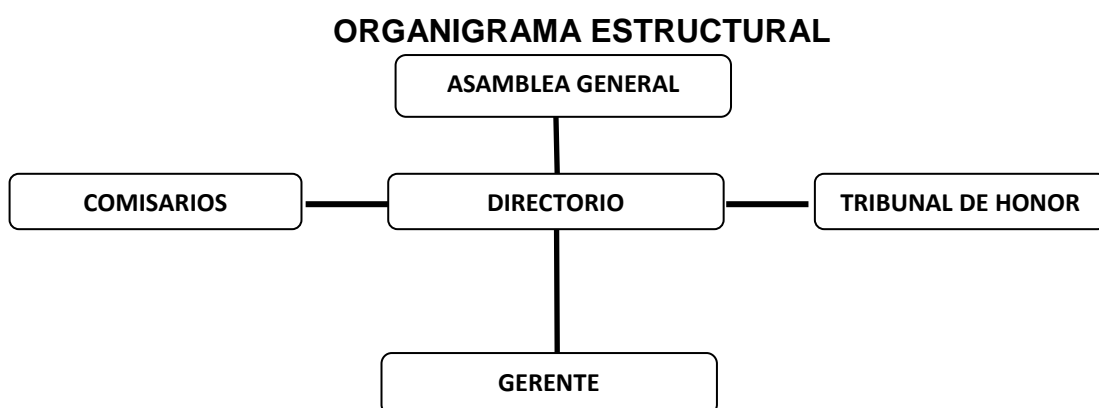 ORGANIGRAMA ESTRUCTURAL
ASAMBLEA GENERAL
COMISARIOS
DIRECTORIO
TRIBUNAL DE HONOR
GERENTE